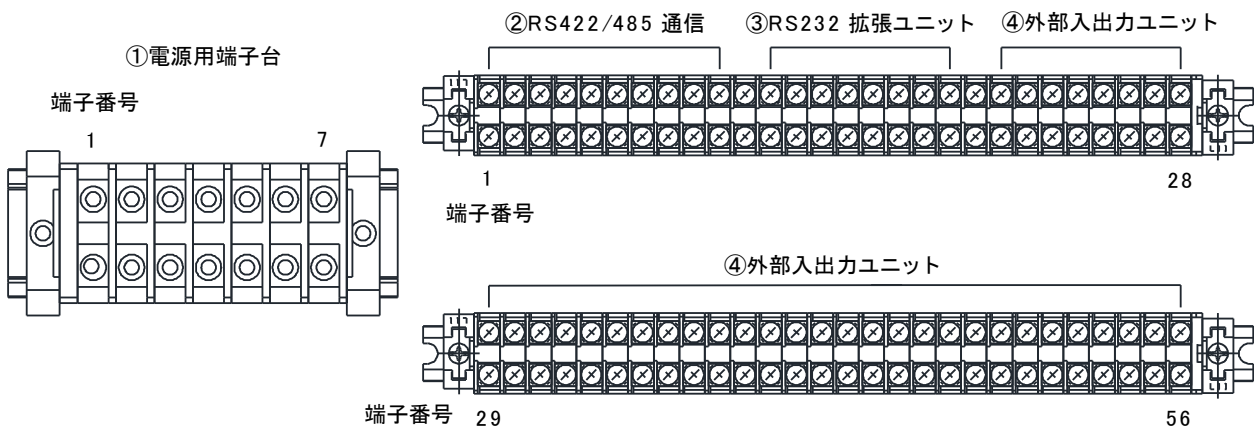 ①電源用端子台
端子番号
1 7
②RS422/485 通信 ③RS232 拡張ユニット ④外部入出力ユニット
1 28
端子番号
④外部入出力ユニット
端子番号 29 56